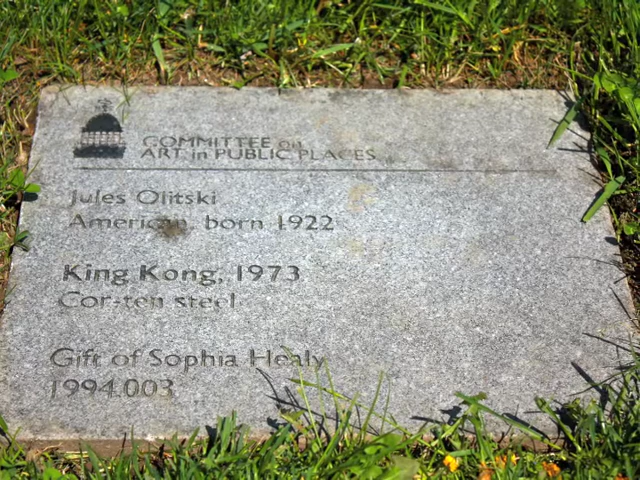 COMMITTEE on
ART in PUBLIC PLACES
Jules Olitski
American, born 1922
King Kong, 1973
Cor-ten steel
Gift of Sophia Healy
1994.003